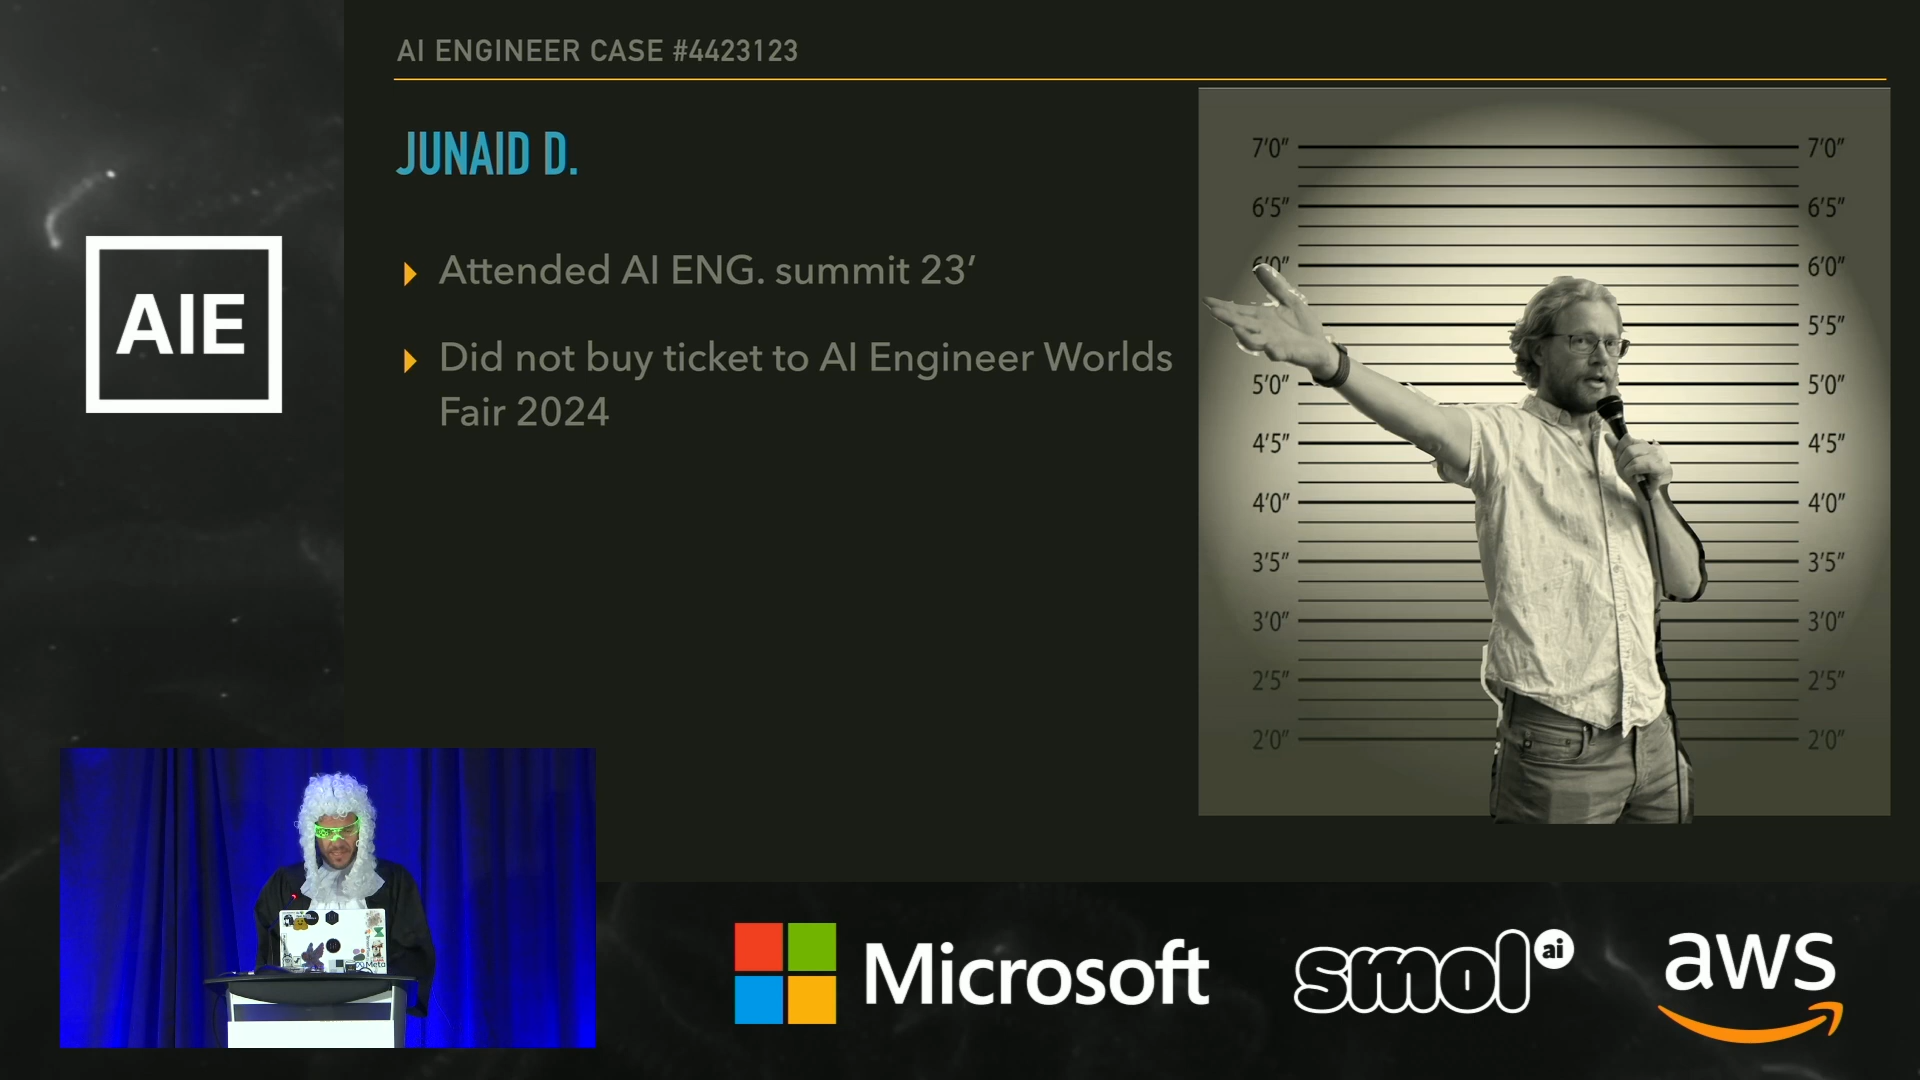 AI ENGINEER CASE #4423123
JUNAID D.
Attended AI ENG. summit 23’
Did not buy ticket to AI Engineer Worlds
Fair 2024
7’0” 7’0”
6’5” 6’5”
6’0” 6’0”
5’5”
5’0” 5’0”
4’5” 4’5”
4’0” 4’0”
3’5” 3’5”
3’0” 3’0”
2’5” 2’5”
2’0” 2’0”
AIE
Meta
Microsoft
smol ai
aws